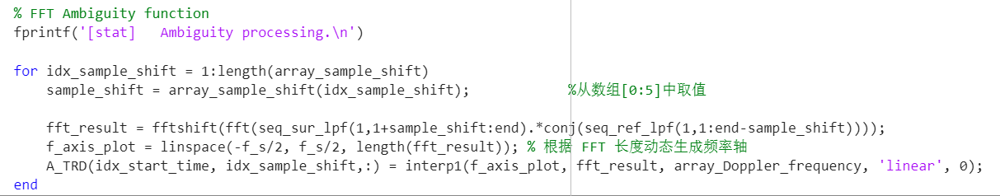 % FFT Ambiguity function
fprintf('[stat]   Ambiguity processing.\n')
for idx_sample_shift = 1:length(array_sample_shift)
    sample_shift = array_sample_shift(idx_sample_shift);            %从数组[0:5]中取值
    fft_result = fftshift(fft(seq_sur_lpf(1,1+sample_shift:end).*conj(seq_ref_lpf(1,1:end-sample_shift))));
    f_axis_plot = linspace(-f_s/2, f_s/2, length(fft_result)); % 根据 FFT 长度动态生成频率轴
    A_TRD(idx_start_time, idx_sample_shift,:) = interp1(f_axis_plot, fft_result, array_Doppler_frequency, 'linear', 0);
end